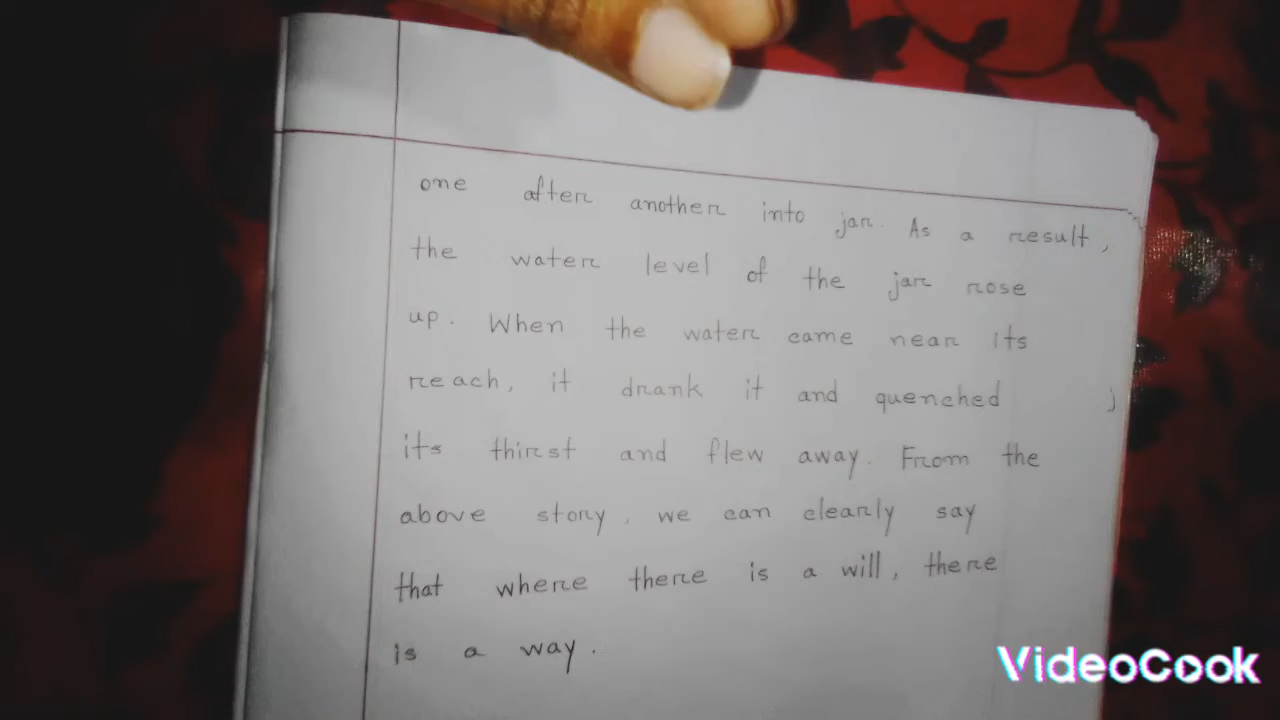 one after another into jar. As a result,
the water level of the jar rose
up. When the water came near its
reach, it drank it and quenched
its thirst and flew away. From the
above story, we can clearly say
that where there is a will, there
is a way.
VideoCook